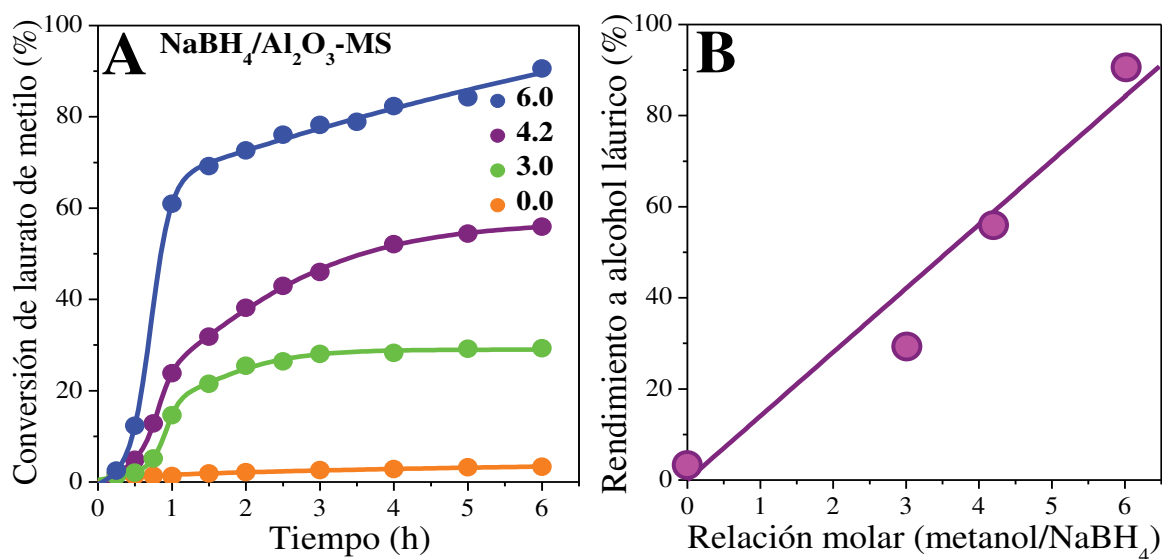 A NaBH₄/Al₂O₃-MS
Conversión de laurato de metilo (%)
100
80
60
40
20
0
6.0
4.2
3.0
0.0
0 1 2 3 4 5 6
Tiempo (h)
B
Rendimiento a alcohol láurico (%)
100
80
60
40
20
0
0 1 2 3 4 5 6
Relación molar (metanol/NaBH₄)